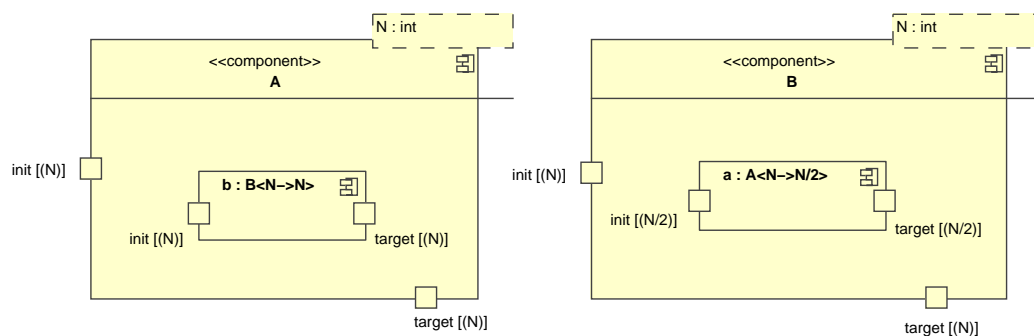 N : int
<<component>>
A
init [(N)]
b : B<N–>N>
init [(N)]
target [(N)]
target [(N)]
N : int
<<component>>
B
init [(N)]
a : A<N–>N/2>
init [(N/2)]
target [(N/2)]
target [(N)]